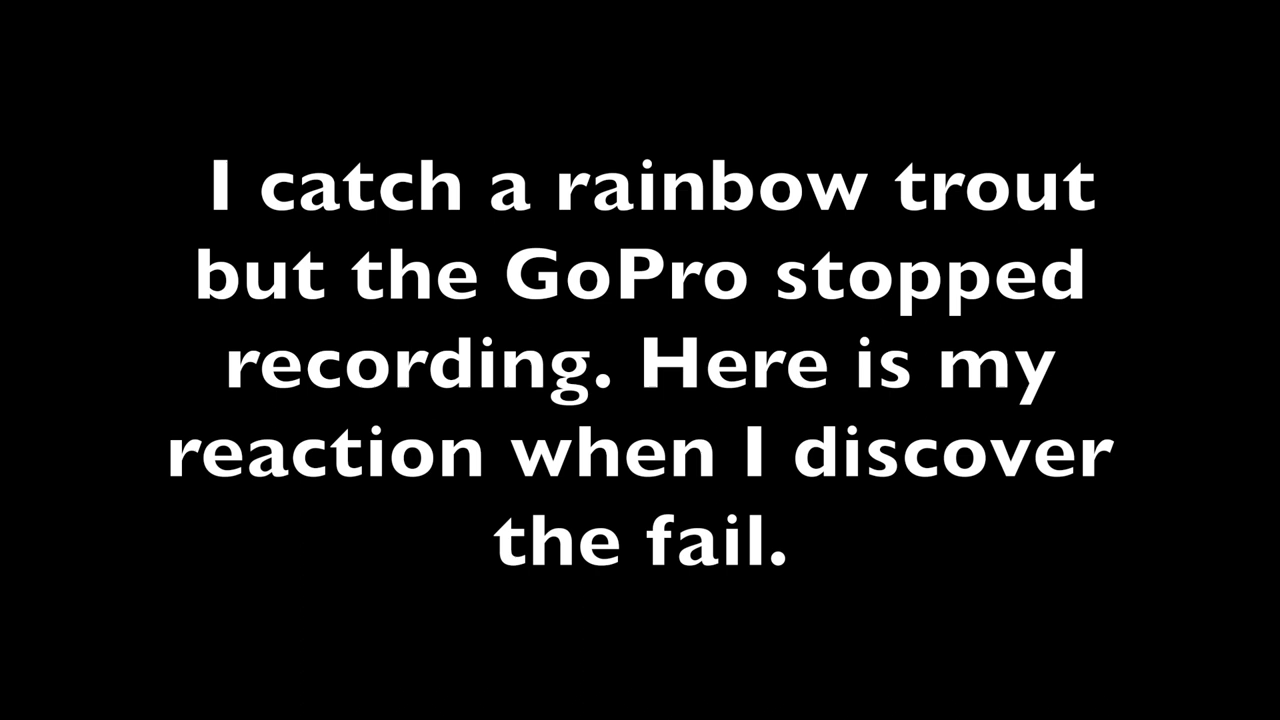 I catch a rainbow trout
but the GoPro stopped
recording. Here is my
reaction when I discover
the fail.